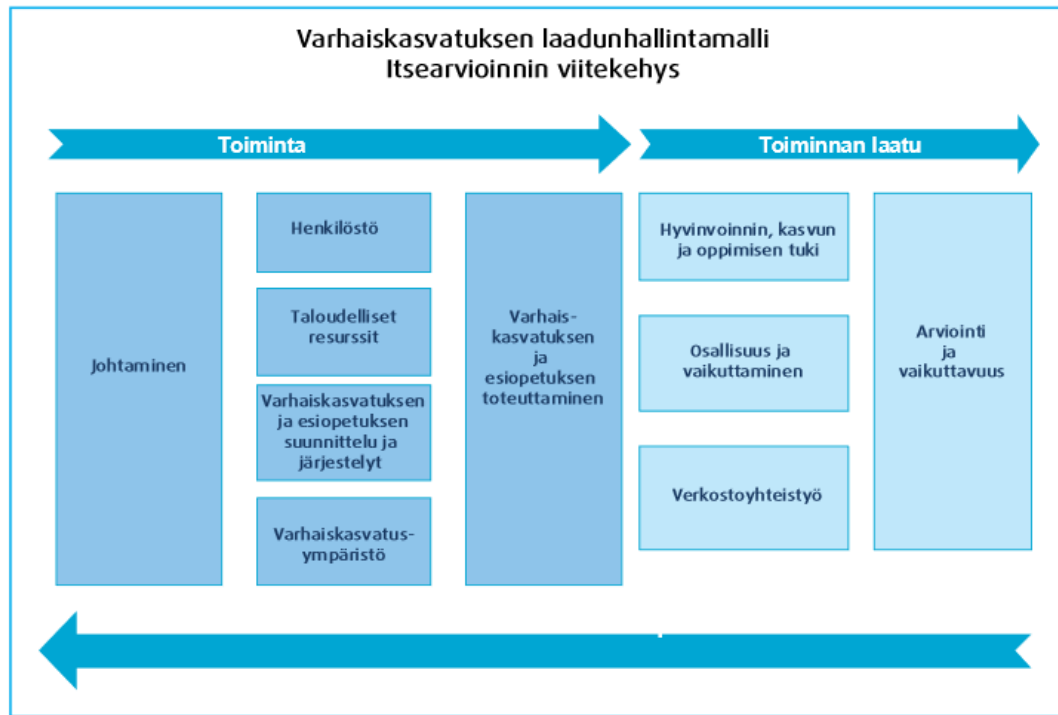 Varhaiskasvatuksen laadunhallintamalli
Itsearvioinnin viitekehys
Toiminta
Toiminnan laatu
Johtaminen
Henkilöstö
Taloudelliset
resurssit
Varhaiskasvatuksen
ja esiopetuksen
suunnittelu ja
järjestelyt
Varhaiskasvatus-
ympäristö
Varhais-
kasvatuksen
ja
esiopetuksen
toteuttaminen
Hyvinvoinnin, kasvun
ja oppimisen tuki
Osallisuus ja
vaikuttaminen
Verkostoyhteistyö
Arviointi
ja
vaikuttavuus